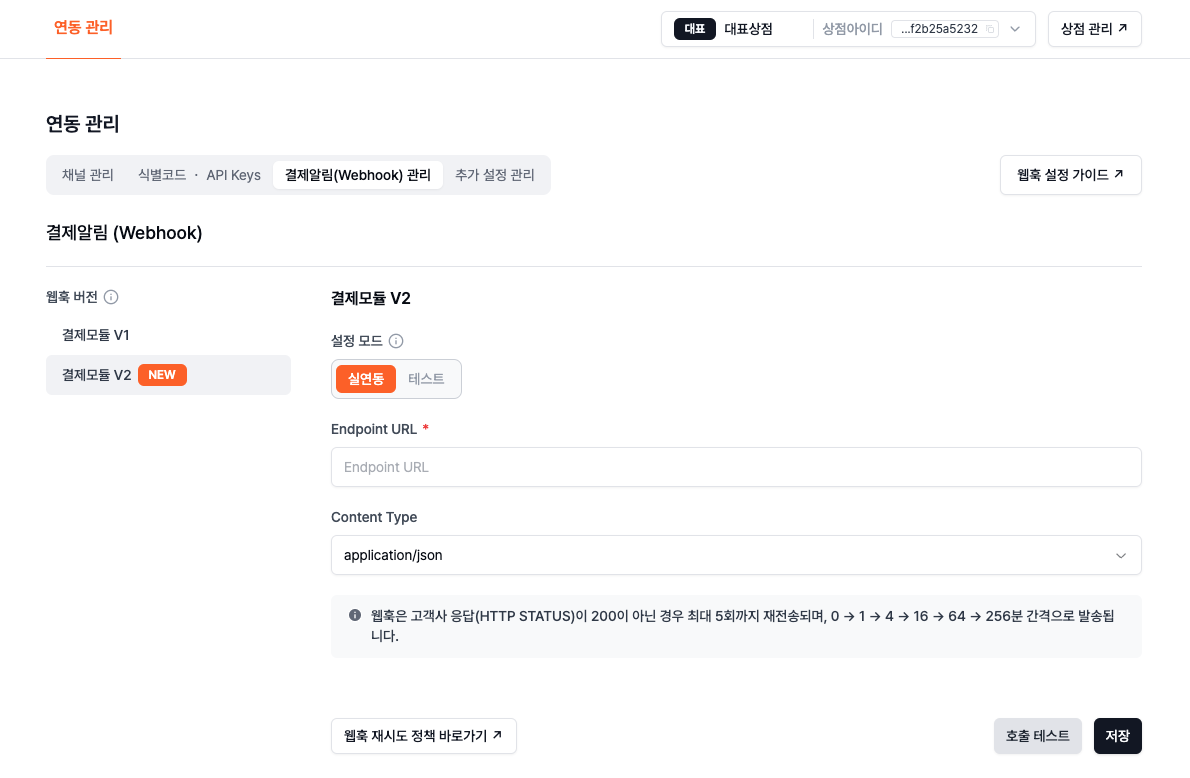 연동 관리
대표 대표상점 상점아이디 ...f2b25a5232
상점 관리 ↗
연동 관리
채널 관리 식별코드 · API Keys 결제알림(Webhook) 관리 추가 설정 관리
웹훅 설정 가이드 ↗
결제알림 (Webhook)
웹훅 버전
결제모듈 V1
결제모듈 V2 NEW
결제모듈 V2
설정 모드
실연동 테스트
Endpoint URL *
Endpoint URL
Content Type
application/json
웹훅은 고객사 응답(HTTP STATUS)이 200이 아닌 경우 최대 5회까지 재전송되며, 0 → 1 → 4 → 16 → 64 → 256분 간격으로 발송됩
니다.
웹훅 재시도 정책 바로가기 ↗
호출 테스트 저장